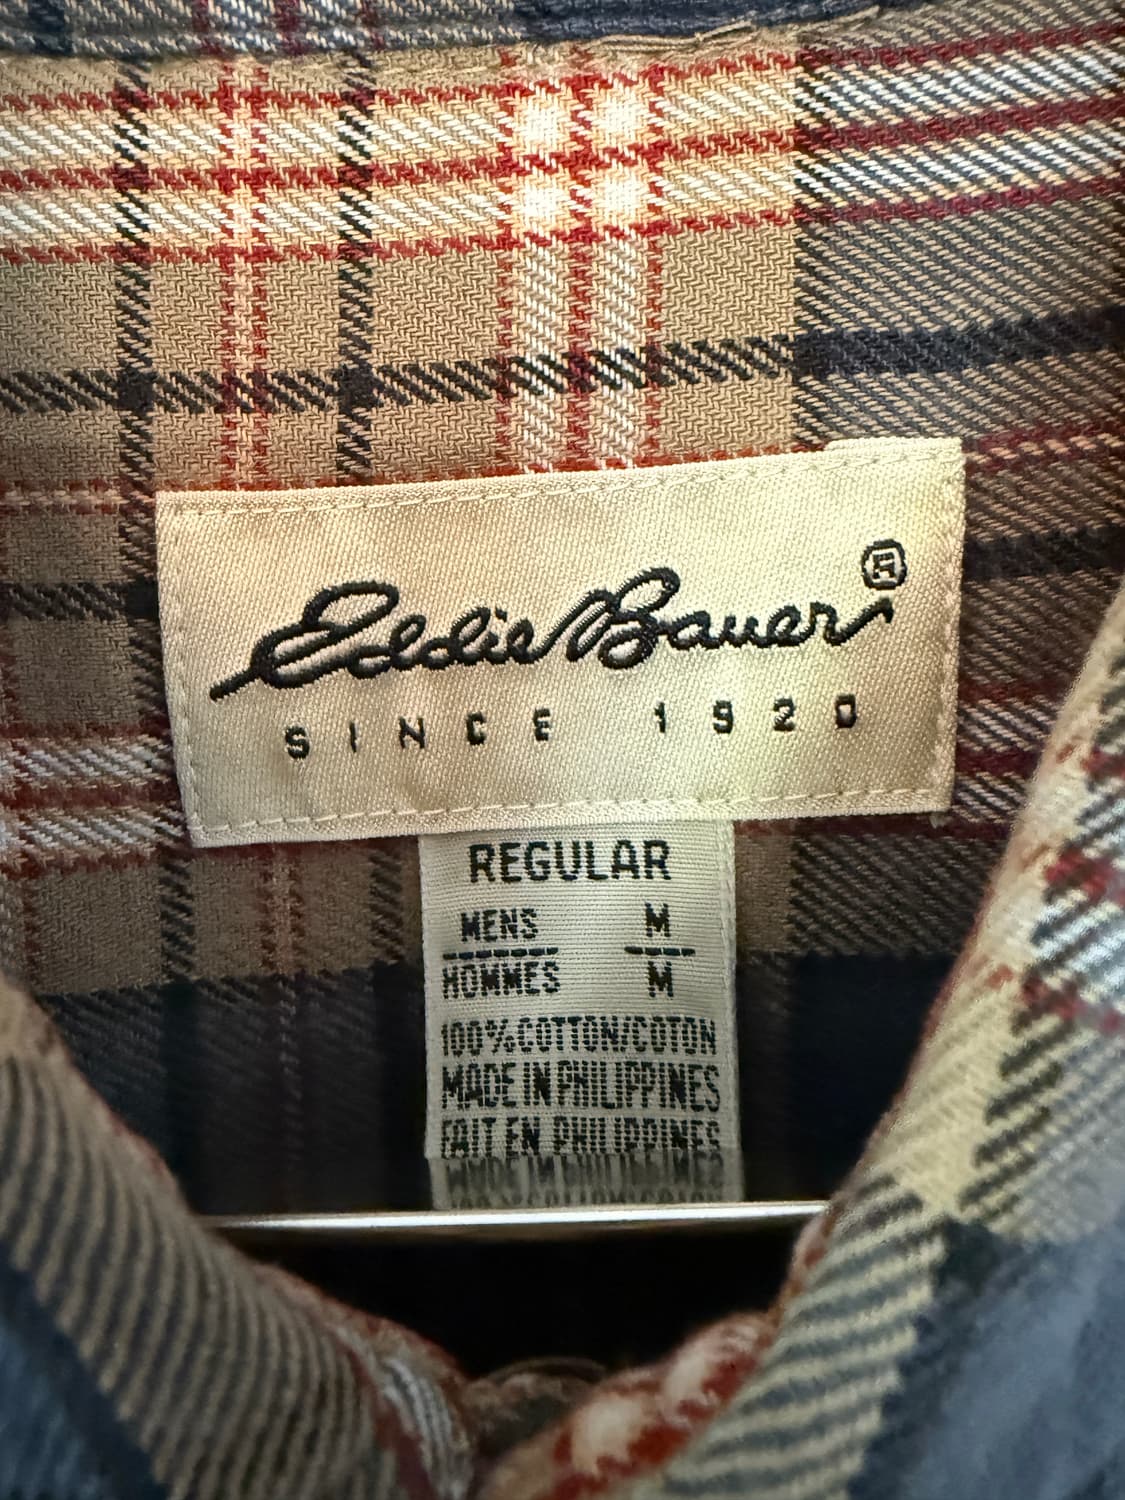 Eddie Bauer®
SINCE 1920
REGULAR
MENS M
HOMMES M
100% COTTON/COTON
MADE IN PHILIPPINES
FAIT EN PHILIPPINES